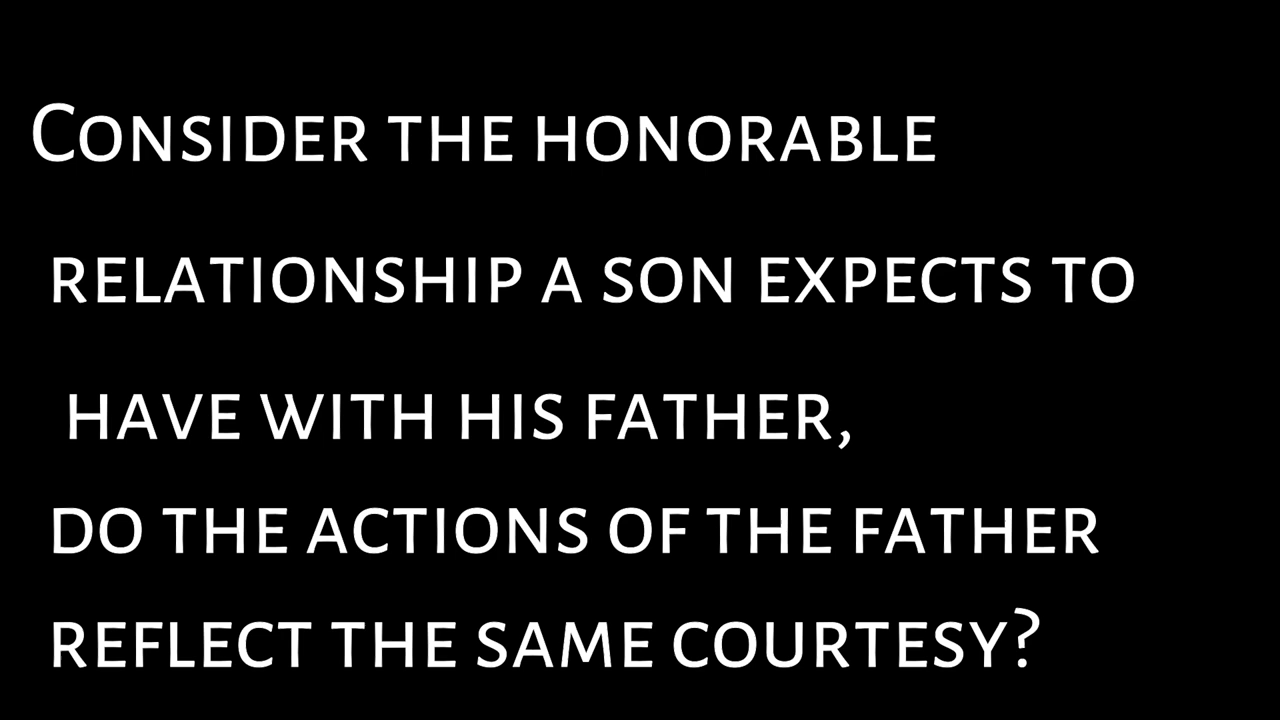 Consider the honorable
relationship a son expects to
have with his father,
do the actions of the father
reflect the same courtesy?